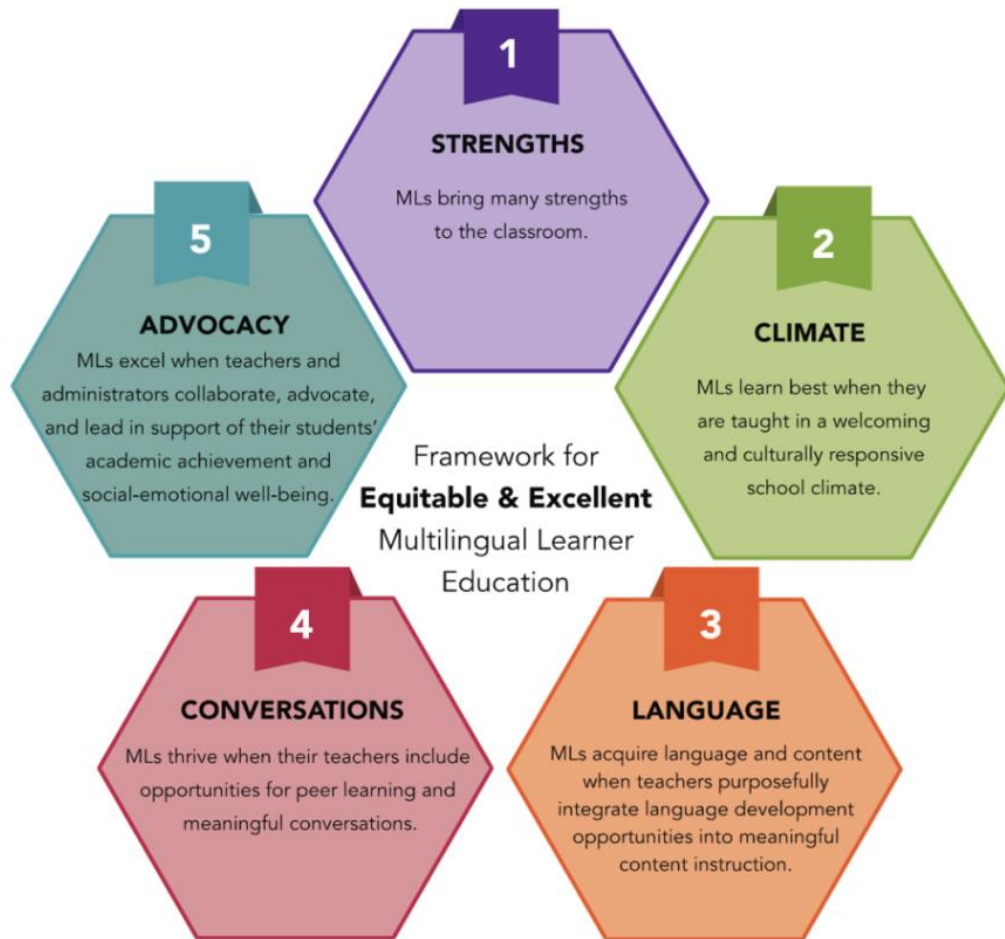 1
STRENGTHS
MLs bring many strengths
to the classroom.
2
CLIMATE
MLs learn best when they
are taught in a welcoming
and culturally responsive
school climate.
3
LANGUAGE
MLs acquire language and content
when teachers purposefully
integrate language development
opportunities into meaningful
content instruction.
4
CONVERSATIONS
MLs thrive when their teachers include
opportunities for peer learning and
meaningful conversations.
5
ADVOCACY
MLs excel when teachers and
administrators collaborate, advocate,
and lead in support of their students’
academic achievement and
social-emotional well-being.
Framework for
Equitable & Excellent
Multilingual Learner
Education